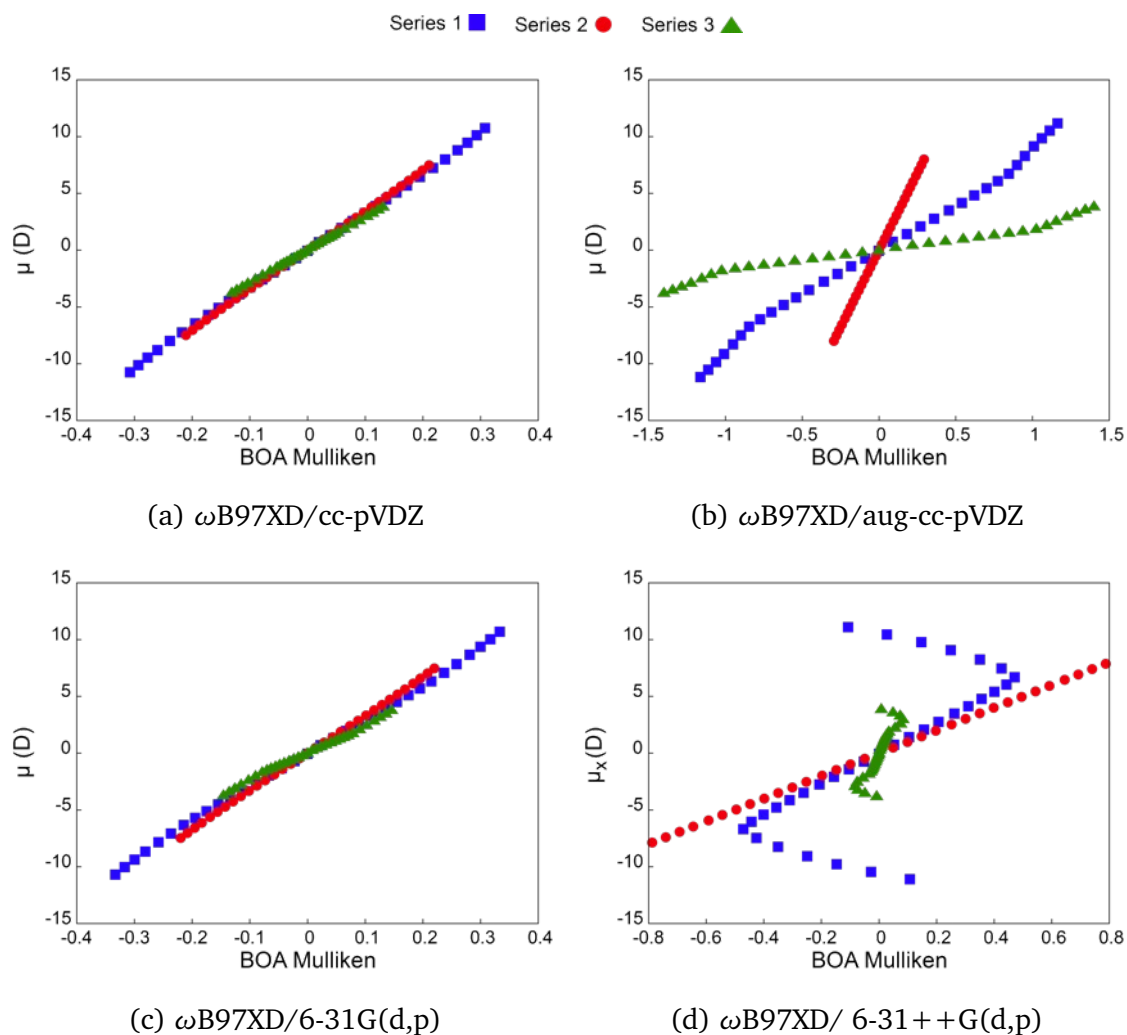 Series 1 Series 2 Series 3
15
10
5
0
-5
-10
-15
μ (D)
-0.4 -0.3 -0.2 -0.1 0 0.1 0.2 0.3 0.4
BOA Mulliken
(a) ωB97XD/cc-pVDZ
15
10
5
0
-5
-10
-15
μ (D)
-1.5 -1 -0.5 0 0.5 1 1.5
BOA Mulliken
(b) ωB97XD/aug-cc-pVDZ
15
10
5
0
-5
-10
-15
μ (D)
-0.4 -0.3 -0.2 -0.1 0 0.1 0.2 0.3 0.4
BOA Mulliken
(c) ωB97XD/6-31G(d,p)
15
10
5
0
-5
-10
-15
μx (D)
-0.8 -0.6 -0.4 -0.2 0 0.2 0.4 0.6 0.8
BOA Mulliken
(d) ωB97XD/ 6-31++G(d,p)